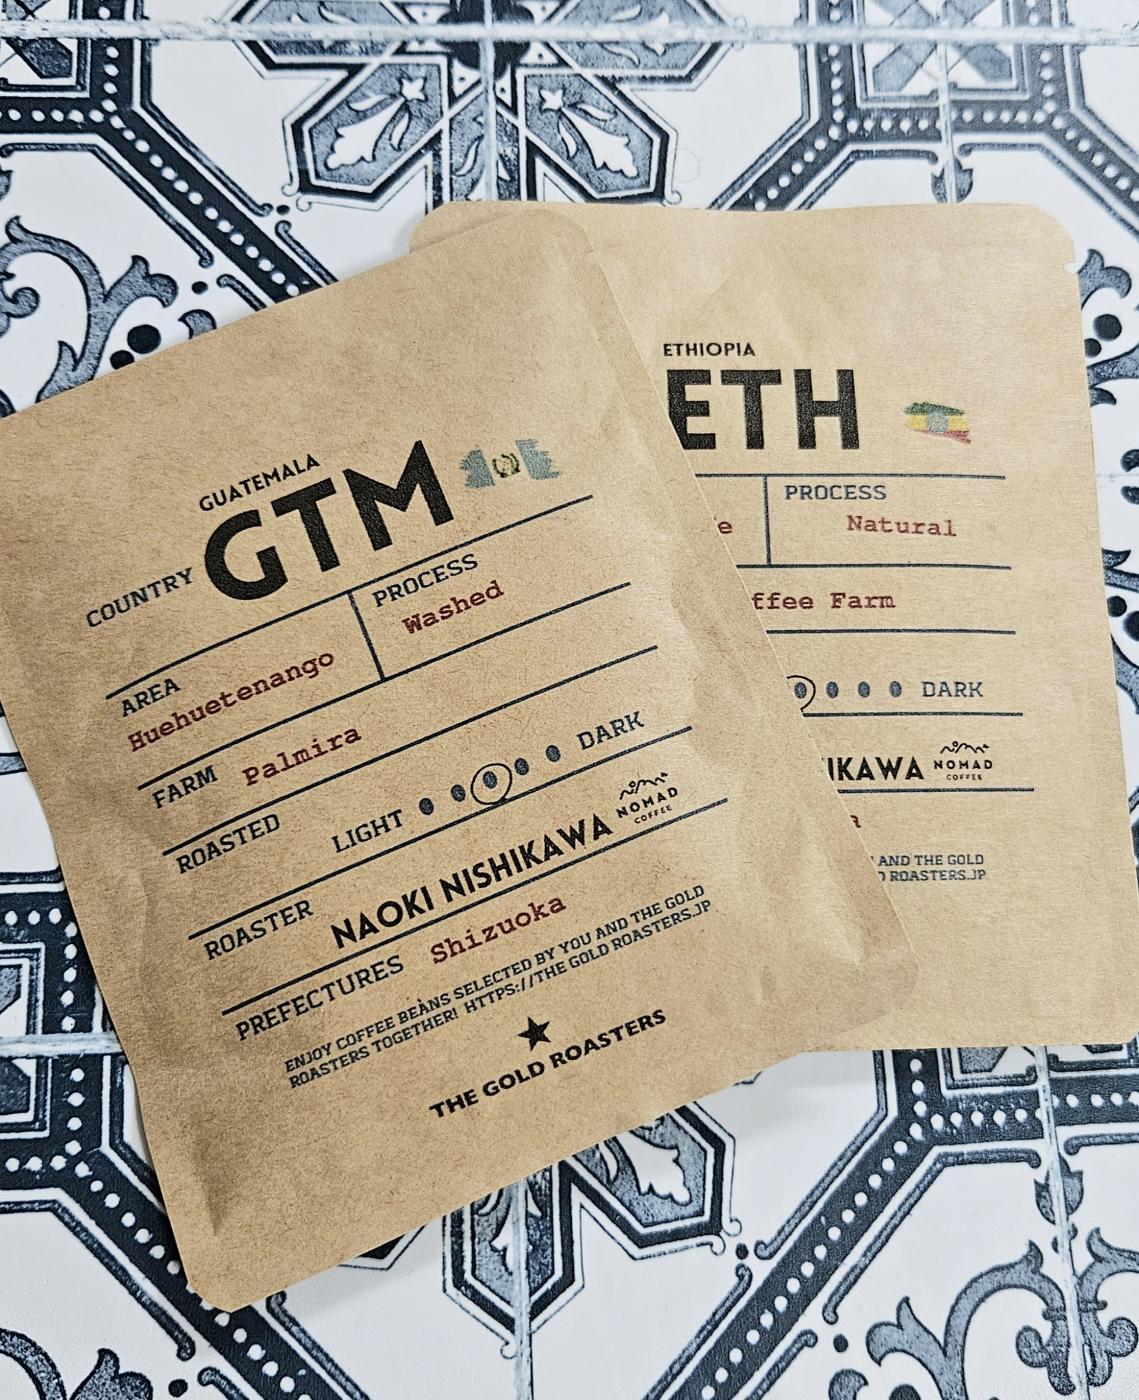 GUATEMALA
COUNTRY GTM
AREA
Huehuetenango
PROCESS
Washed
FARM Palmira
ROASTED LIGHT DARK
ROASTER NAOKI NISHIKAWA NOMAD
COFFEE
PREFECTURES Shizuoka
ENJOY COFFEE BEANS SELECTED BY YOU AND THE GOLD
ROASTERS TOGETHER! HTTPS://THE GOLD ROASTERS.JP
THE GOLD ROASTERS
ETHIOPIA
ETH
PROCESS
Natural
Farm
DARK
NOMAD
COFFEE
AND THE GOLD
ROASTERS.JP